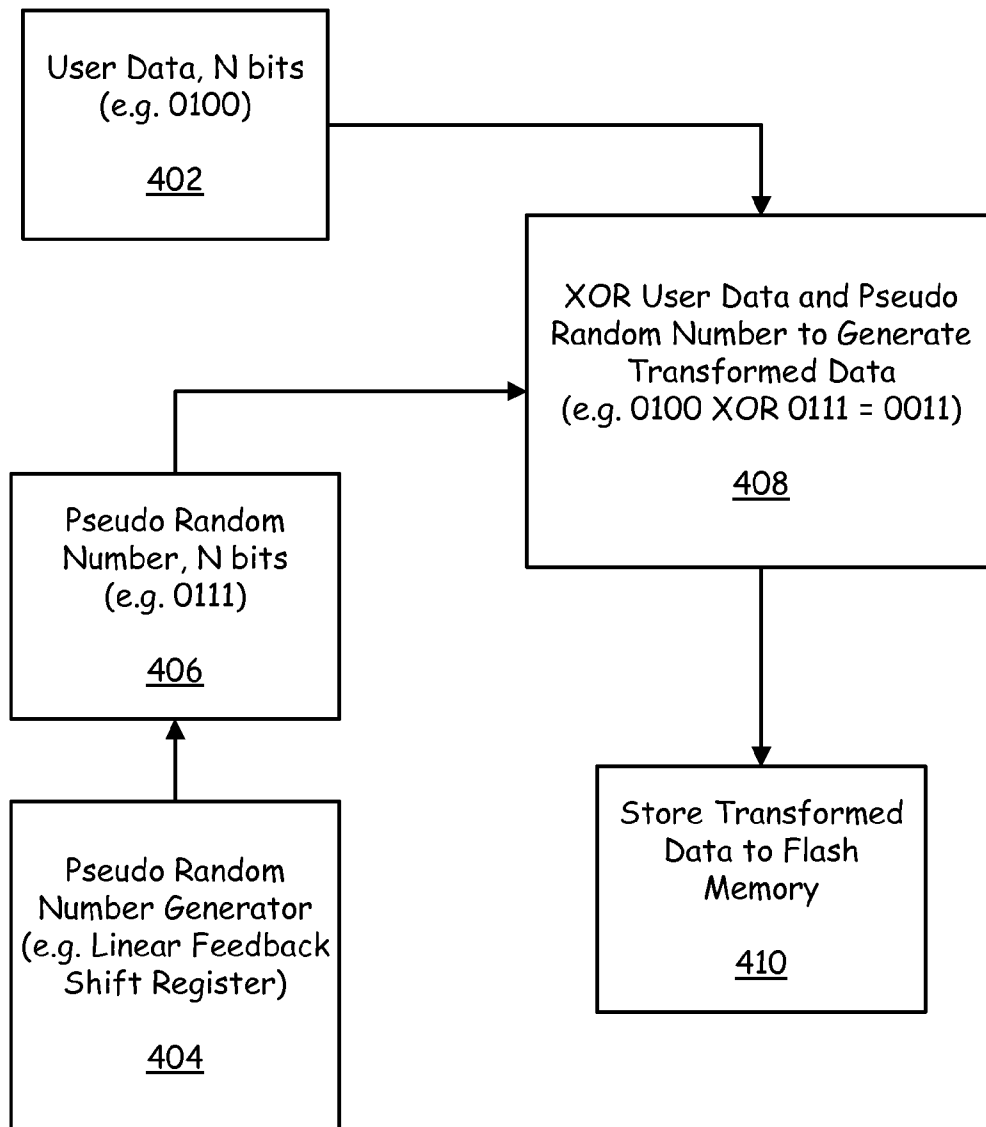 User Data, N bits
(e.g. 0100)
402
XOR User Data and Pseudo
Random Number to Generate
Transformed Data
(e.g. 0100 XOR 0111 = 0011)
408
Pseudo Random
Number, N bits
(e.g. 0111)
406
Pseudo Random
Number Generator
(e.g. Linear Feedback
Shift Register)
404
Store Transformed
Data to Flash
Memory
410